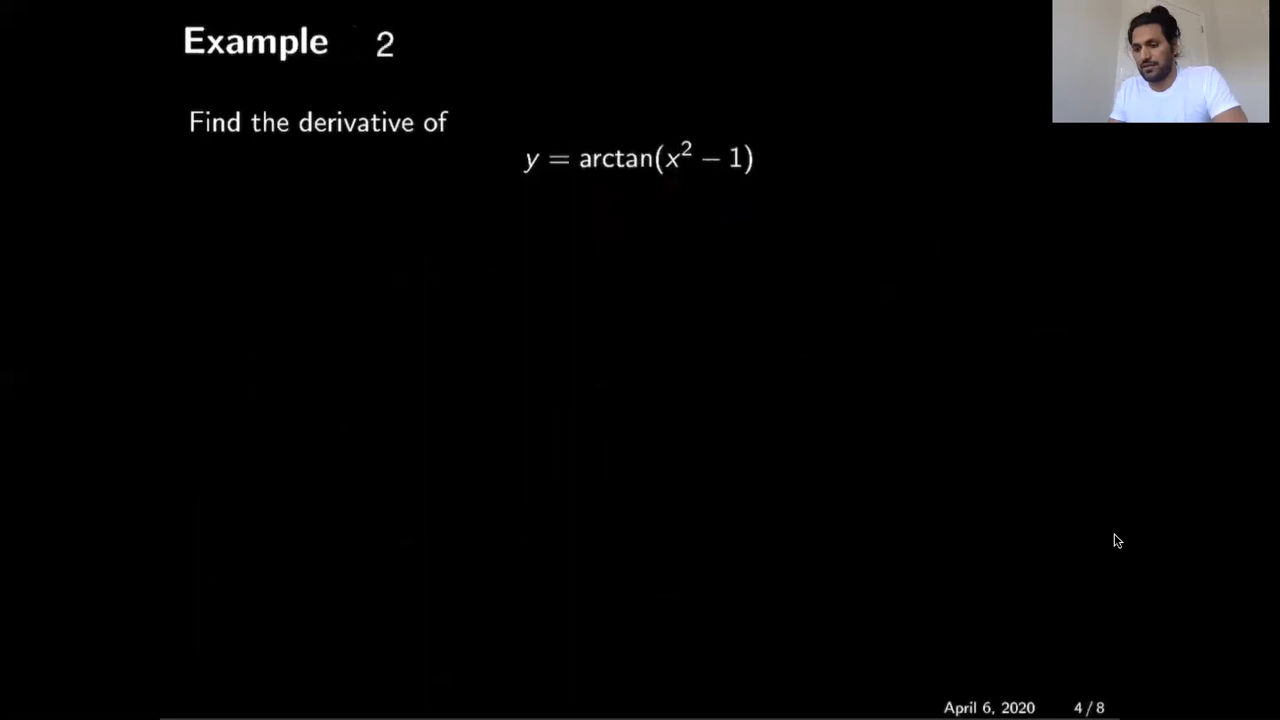 Example 2
Find the derivative of
y = arctan(x² − 1)
April 6, 2020 4 / 8